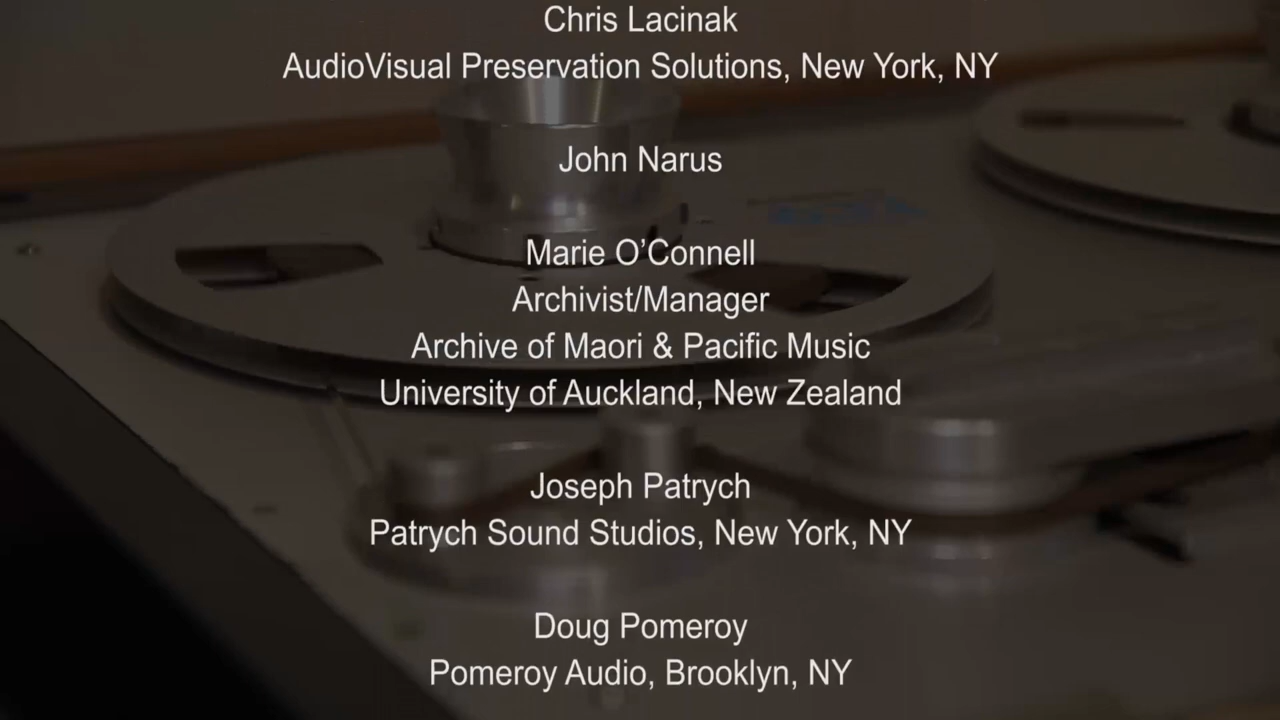 Chris Lacinak
AudioVisual Preservation Solutions, New York, NY
John Narus
Marie O’Connell
Archivist/Manager
Archive of Maori & Pacific Music
University of Auckland, New Zealand
Joseph Patrych
Patrych Sound Studios, New York, NY
Doug Pomeroy
Pomeroy Audio, Brooklyn, NY